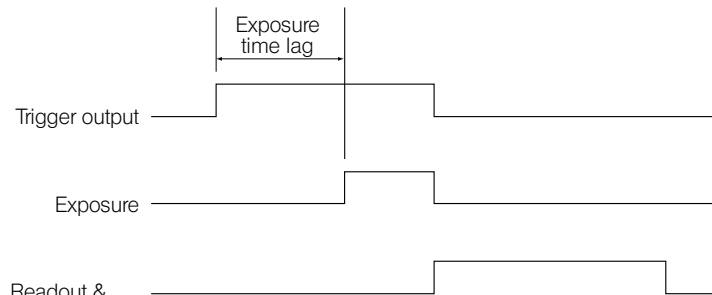 Exposure
time lag
Trigger output
Exposure
Readout &